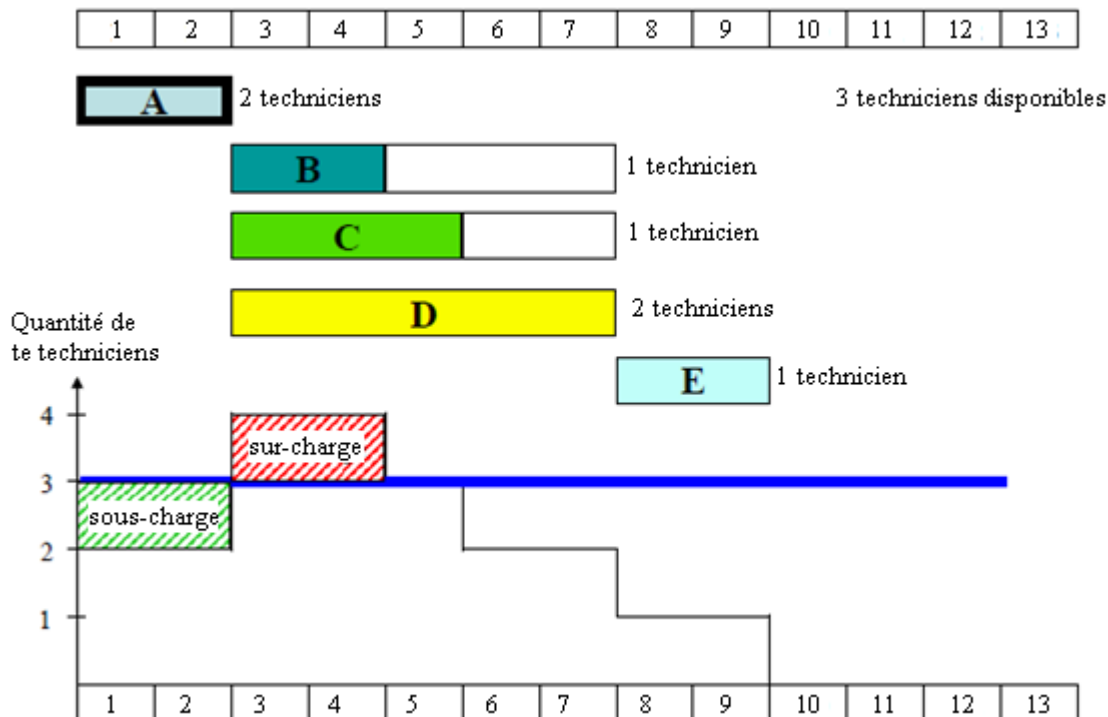 1 2 3 4 5 6 7 8 9 10 11 12 13
A 2 techniciens 3 techniciens disponibles
B 1 technicien
C 1 technicien
D 2 techniciens
Quantité de
te techniciens
E 1 technicien
4
sur-charge
3
sous-charge
2
1
1 2 3 4 5 6 7 8 9 10 11 12 13